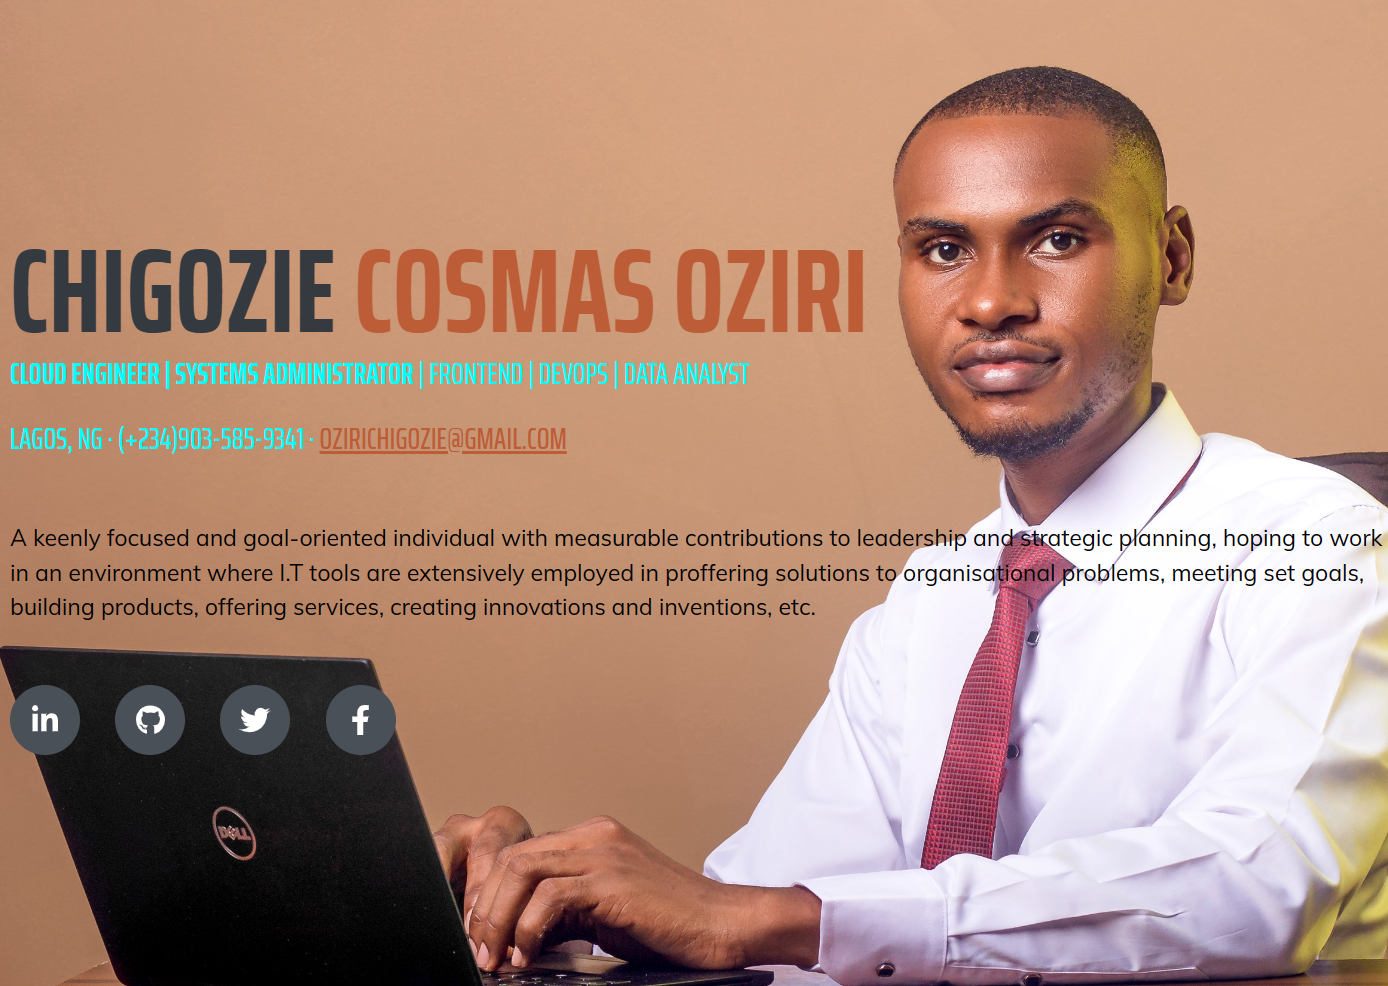 CHIGOZIE COSMAS OZIRI
CLOUD ENGINEER | SYSTEMS ADMINISTRATOR | FRONTEND | DEVOPS | DATA ANALYST
LAGOS, NG · (+234)903-585-9341 · OZIRICHIGOZIE@GMAIL.COM
A keenly focused and goal-oriented individual with measurable contributions to leadership and strategic planning, hoping to work
in an environment where I.T tools are extensively employed in proffering solutions to organisational problems, meeting set goals,
building products, offering services, creating innovations and inventions, etc.
in
f
DELL